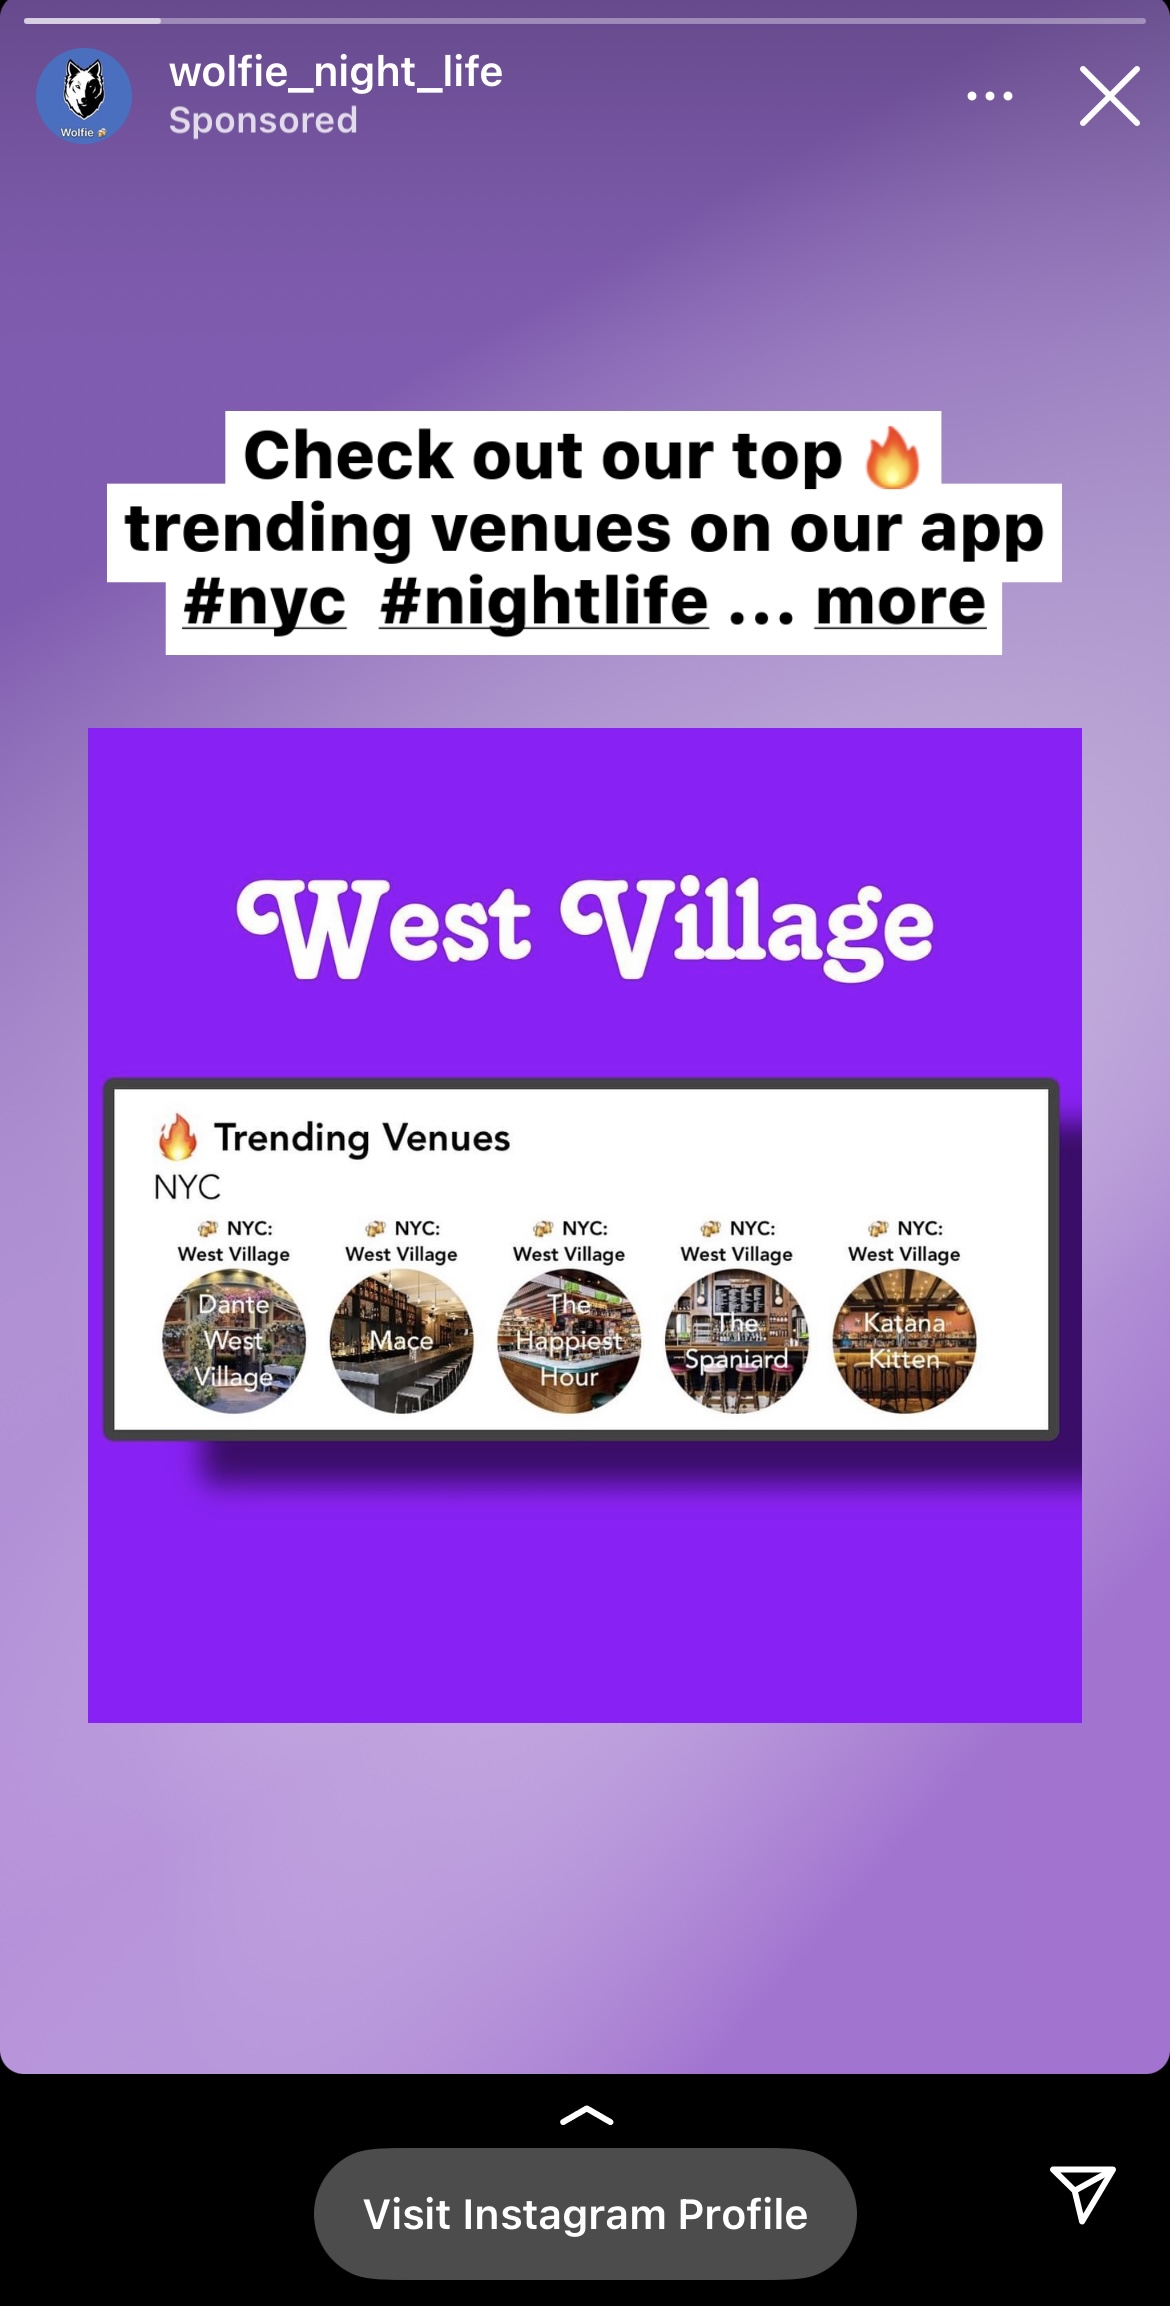 wolfie_night_life
Sponsored
Wolfie 🍻
Check out our top 🔥
trending venues on our app
#nyc #nightlife ... more
West Village
🔥 Trending Venues
NYC
🍻 NYC:
West Village
Dante
West
Village
🍻 NYC:
West Village
Mace
🍻 NYC:
West Village
The
Happiest
Hour
🍻 NYC:
West Village
The
Spaniard
🍻 NYC:
West Village
Katana
Kitten
Visit Instagram Profile